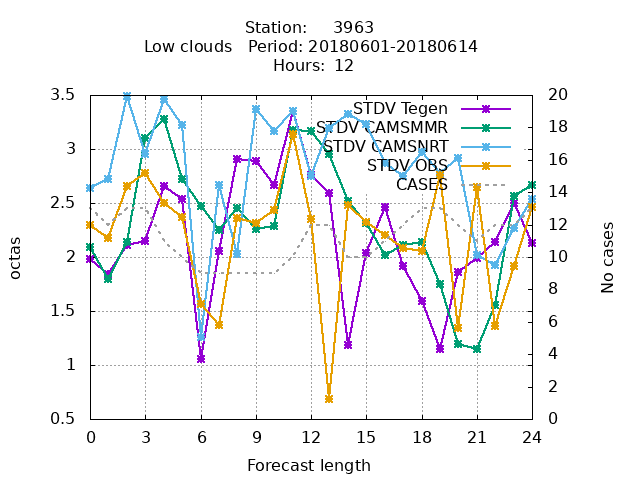 Station: 3963
Low clouds Period: 20180601-20180614
Hours: 12
3.5
3
2.5
2
1.5
1
0.5
20
18
16
14
12
10
8
6
4
2
0
STDV Tegen
STDV CAMSMMR
STDV CAMSNRT
STDV OBS
CASES
octas
No cases
0 3 6 9 12 15 18 21 24
Forecast length